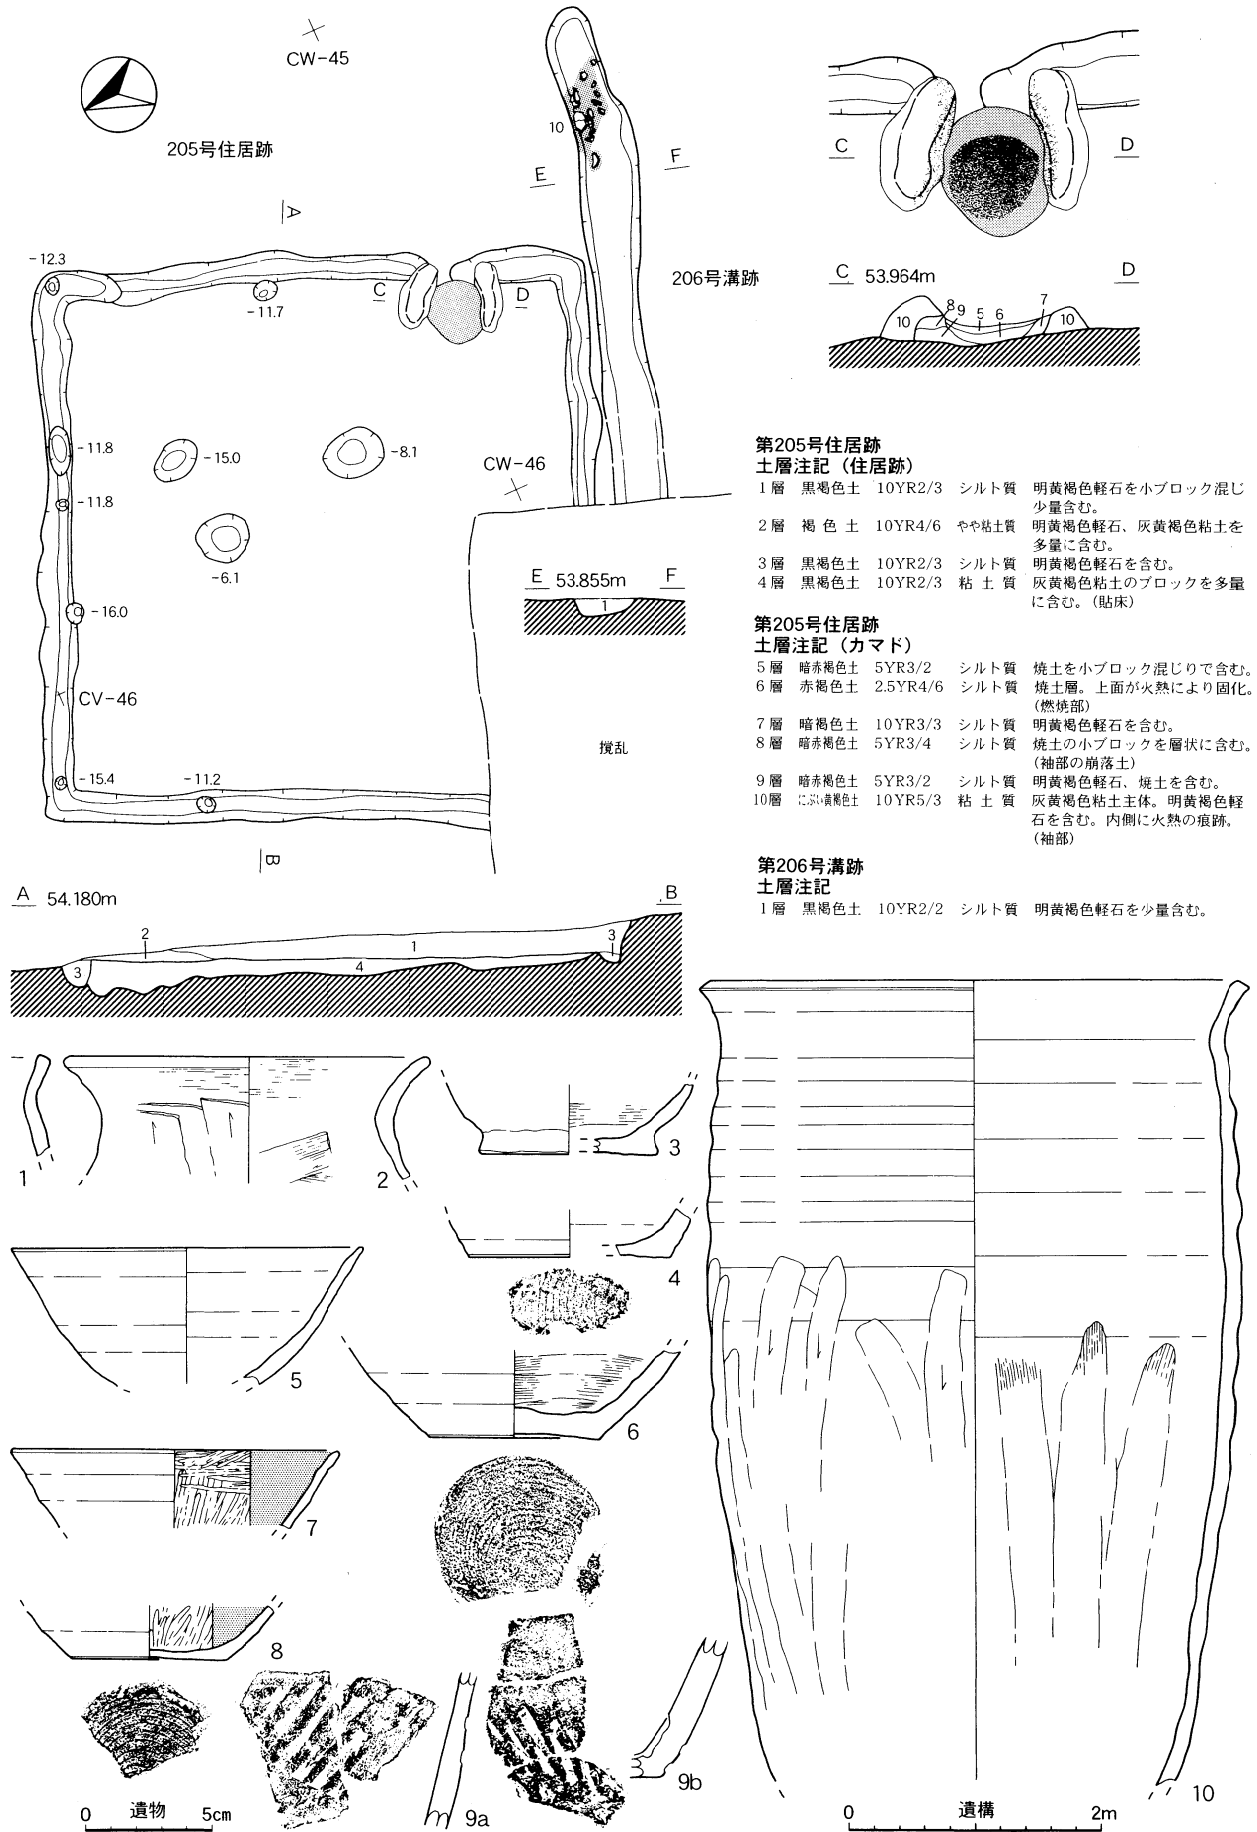 CW-45
205号住居跡
10
E
F
A
-12.3
-11.7
C
D
206号溝跡
C
D
C 53.964m D
10 8 9 5 6 7 10
-11.8
-15.0
-8.1
-11.8
CW-46
-6.1
-16.0
CV-46
-15.4
-11.2
B
E 53.855m F
1
撹乱
第205号住居跡
土層注記（住居跡）
1層 黒褐色土 10YR2/3 シルト質 明黄褐色軽石を小ブロック混じ
少量含む。
2層 褐色土 10YR4/6 やや粘土質 明黄褐色軽石、灰黄褐色粘土を
多量に含む。
3層 黒褐色土 10YR2/3 シルト質 明黄褐色軽石を含む。
4層 黒褐色土 10YR2/3 粘土質 灰黄褐色粘土のブロックを多量
に含む。（貼床）
第205号住居跡
土層注記（カマド）
5層 暗赤褐色土 5YR3/2 シルト質 焼土を小ブロック混じりで含む。
6層 赤褐色土 2.5YR4/6 シルト質 焼土層。上面が火熱により固化。
（燃焼部）
7層 暗褐色土 10YR3/3 シルト質 明黄褐色軽石を含む。
8層 暗赤褐色土 5YR3/4 シルト質 焼土の小ブロックを層状に含む。
（袖部の崩落土）
9層 暗赤褐色土 5YR3/2 シルト質 明黄褐色軽石、焼土を含む。
10層 にぶい黄褐色土 10YR5/3 粘土質 灰黄褐色粘土主体。明黄褐色軽
石を含む。内側に火熱の痕跡。
（袖部）
第206号溝跡
土層注記
1層 黒褐色土 10YR2/2 シルト質 明黄褐色軽石を少量含む。
A 54.180m B
2
1
3
3
4
1
2
3
4
5
6
7
8
9a
9b
10
0 遺物 5cm
0 遺構 2m